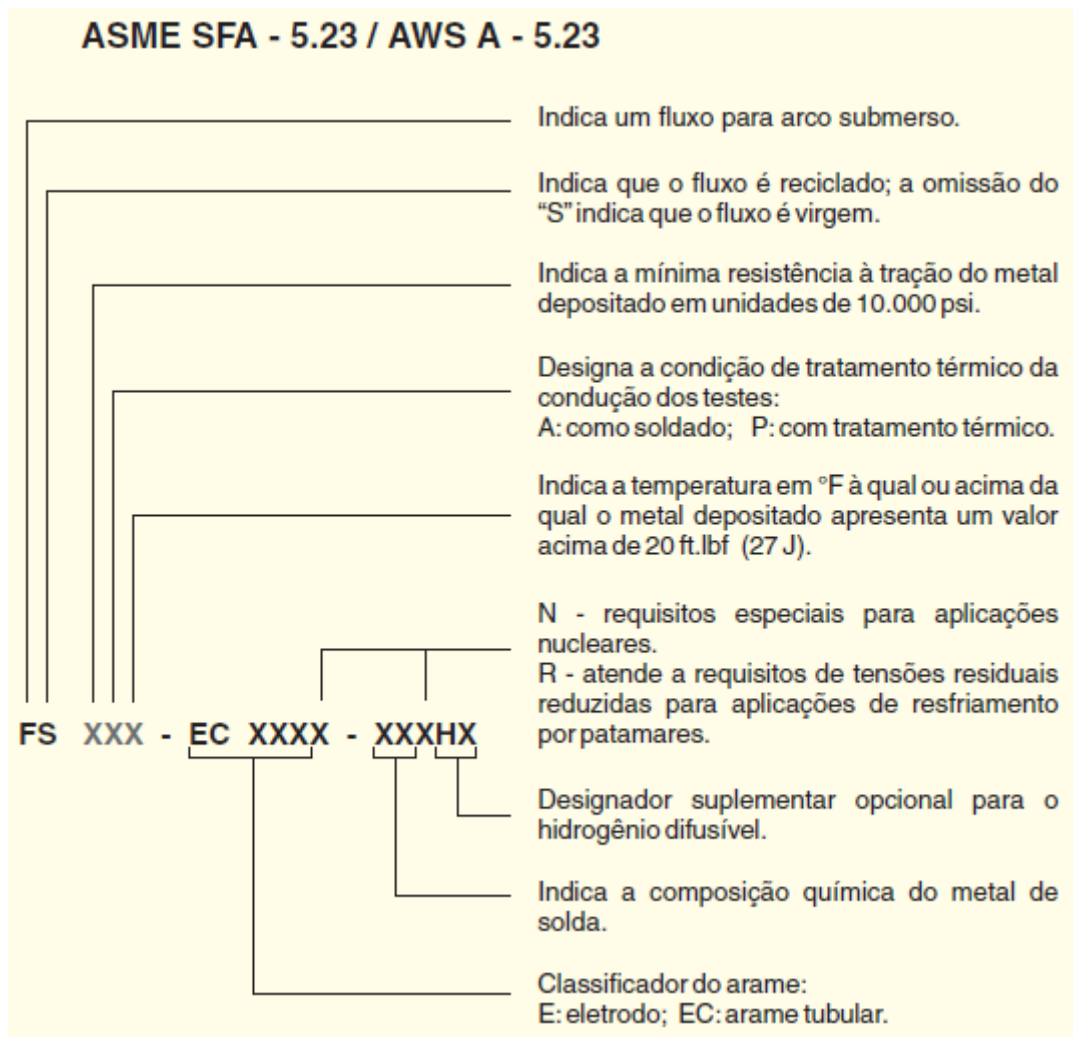 ASME SFA - 5.23 / AWS A - 5.23
Indica um fluxo para arco submerso.
Indica que o fluxo é reciclado; a omissão do
“S” indica que o fluxo é virgem.
Indica a mínima resistência à tração do metal
depositado em unidades de 10.000 psi.
Designa a condição de tratamento térmico da
condução dos testes:
A: como soldado; P: com tratamento térmico.
Indica a temperatura em °F à qual ou acima da
qual o metal depositado apresenta um valor
acima de 20 ft.lbf (27 J).
N - requisitos especiais para aplicações
nucleares.
R - atende a requisitos de tensões residuais
reduzidas para aplicações de resfriamento
por patamares.
FS XXX - EC XXXX - XXXHX
Designador suplementar opcional para o
hidrogênio difusível.
Indica a composição química do metal de
solda.
Classificador do arame:
E: eletrodo; EC: arame tubular.